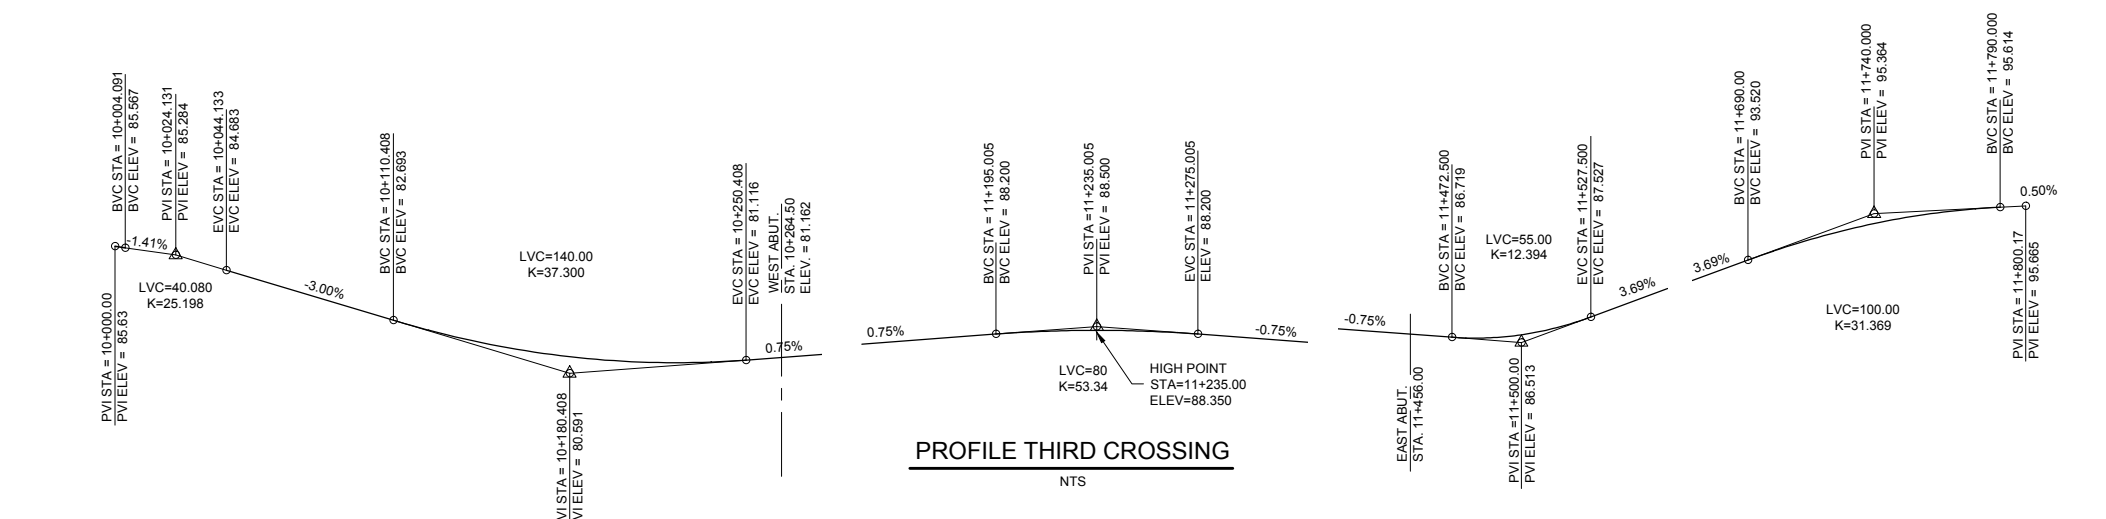 PVI STA = 10+000.00
PVI ELEV = 85.63
BVC STA = 10+004.091
BVC ELEV = 85.567
-1.41%
PVI STA = 10+024.131
PVI ELEV = 85.284
EVC STA = 10+044.133
EVC ELEV = 84.683
LVC=40.080
K=25.198
-3.00%
BVC STA = 10+110.408
BVC ELEV = 82.693
LVC=140.00
K=37.300
VI STA = 10+180.408
VI ELEV = 80.591
EVC STA = 10+250.408
EVC ELEV = 81.116
WEST ABUT.
STA. 10+264.50
ELEV. = 81.162
0.75%
0.75%
BVC STA = 11+195.005
BVC ELEV = 88.200
PVI STA = 11+235.005
PVI ELEV = 88.500
EVC STA = 11+275.005
ELEV = 88.200
-0.75%
LVC=80
K=53.34
HIGH POINT
STA=11+235.00
ELEV=88.350
PROFILE THIRD CROSSING
NTS
-0.75%
EAST ABUT.
STA. 11+456.00
BVC STA = 11+472.500
BVC ELEV = 86.719
LVC=55.00
K=12.394
PVI STA =11+500.00
PVI ELEV = 86.513
EVC STA = 11+527.500
EVC ELEV = 87.527
3.69%
3.69%
BVC STA = 11+690.00
BVC ELEV = 93.520
PVI STA = 11+740.000
PVI ELEV = 95.364
LVC=100.00
K=31.369
BVC STA = 11+790.000
BVC ELEV = 95.614
0.50%
PVI STA = 11+800.17
PVI ELEV = 95.665